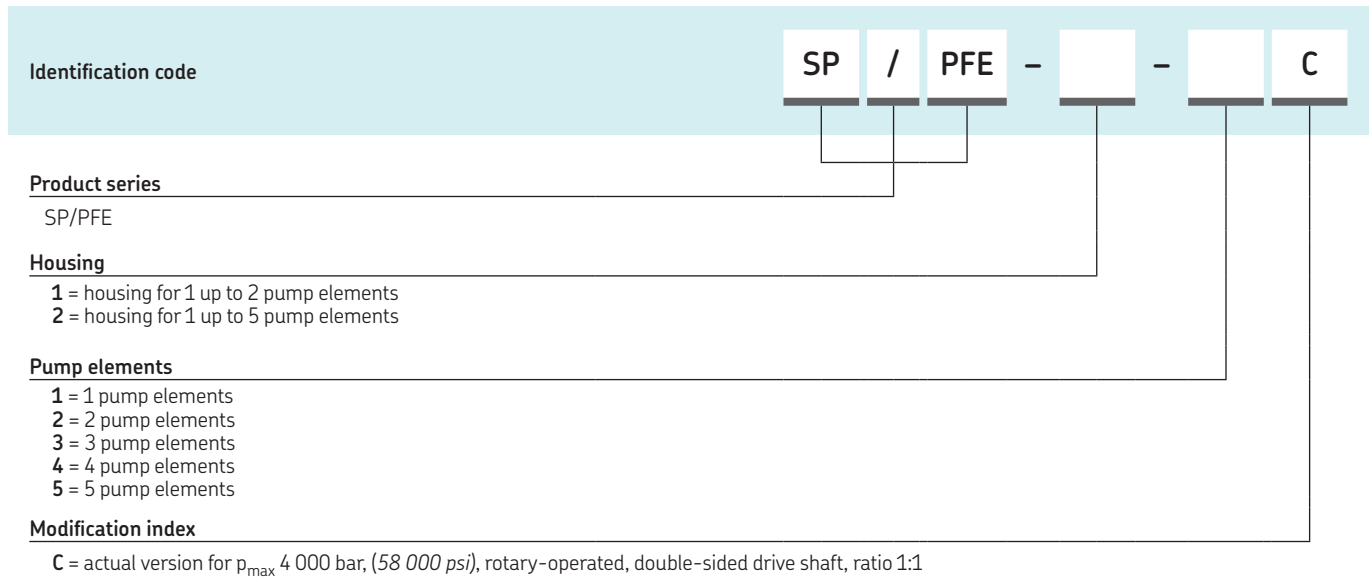 Identification code SP / PFE – – C
Product series
SP/PFE
Housing
1 = housing for 1 up to 2 pump elements
2 = housing for 1 up to 5 pump elements
Pump elements
1 = 1 pump elements
2 = 2 pump elements
3 = 3 pump elements
4 = 4 pump elements
5 = 5 pump elements
Modification index
C = actual version for pmax 4 000 bar, (58 000 psi), rotary-operated, double-sided drive shaft, ratio 1:1